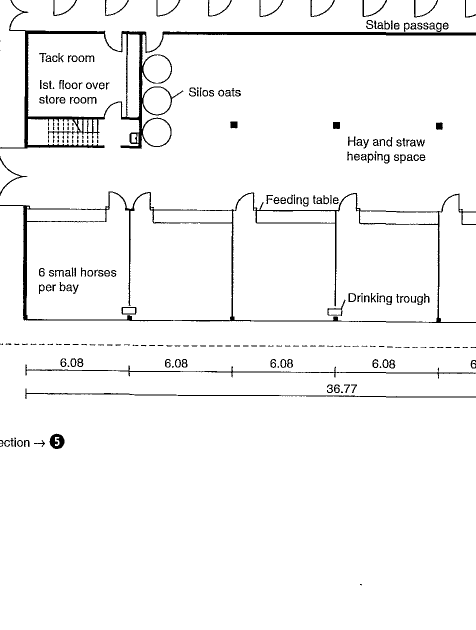 Stable passage
Tack room
Ist. floor over
store room
Silos oats
Hay and straw
heaping space
Feeding table
6 small horses
per bay
Drinking trough
6.08 6.08 6.08 6.08
36.77
ection → 5